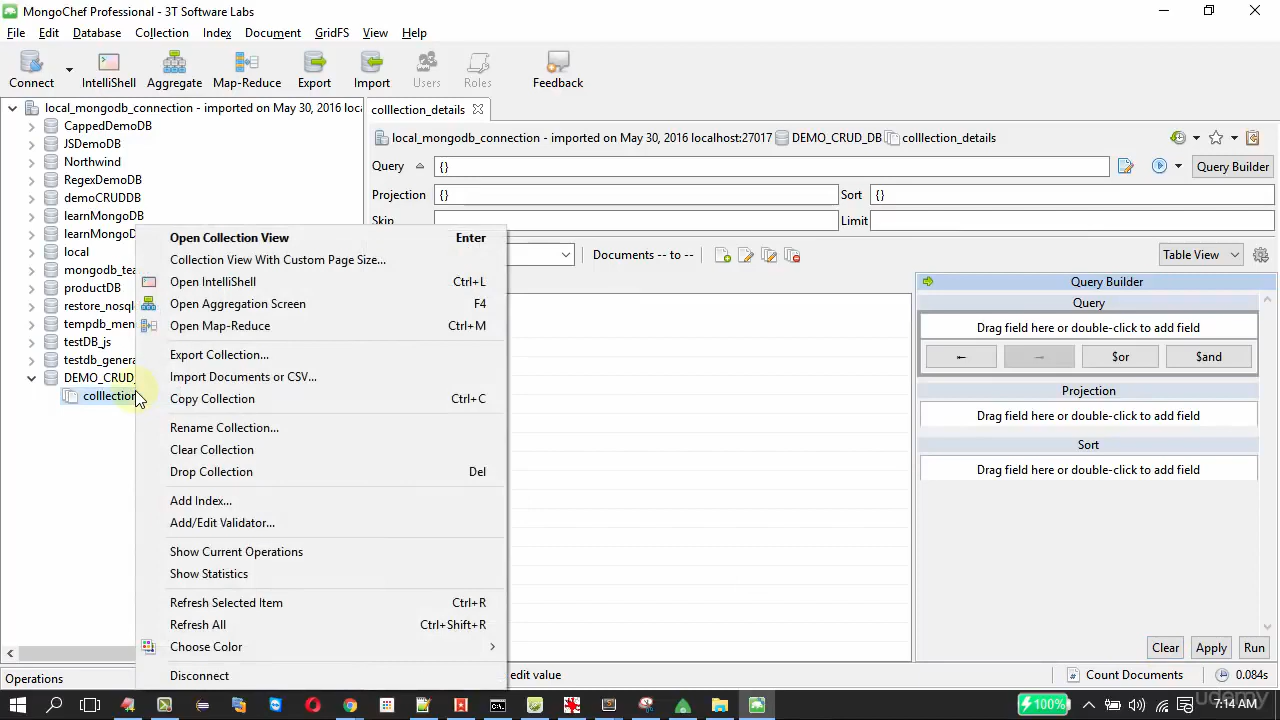 MongoChef Professional - 3T Software Labs
File Edit Database Collection Index Document GridFS View Help
Connect IntelliShell Aggregate Map-Reduce Export Import Users Roles Feedback
local_mongodb_connection - imported on May 30, 2016 loca
CappedDemoDB
JSDemoDB
Northwind
RegexDemoDB
demoCRUDDB
learnMongoDB
learnMongoD
local
mongodb_tea
productDB
restore_nosql
tempdb_men
testDB_js
testdb_genera
DEMO_CRUD_
colllection
Operations
colllection_details
local_mongodb_connection - imported on May 30, 2016 localhost:27017 DEMO_CRUD_DB colllection_details
Query {} Query Builder
Projection {} Sort {}
Skip Limit
Documents -- to -- Table View
Open Collection View Enter
Collection View With Custom Page Size...
Open IntelliShell Ctrl+L
Open Aggregation Screen F4
Open Map-Reduce Ctrl+M
Export Collection...
Import Documents or CSV...
Copy Collection Ctrl+C
Rename Collection...
Clear Collection
Drop Collection Del
Add Index...
Add/Edit Validator...
Show Current Operations
Show Statistics
Refresh Selected Item Ctrl+R
Refresh All Ctrl+Shift+R
Choose Color
Disconnect
Query Builder
Query
Drag field here or double-click to add field
← → $or $and
Projection
Drag field here or double-click to add field
Sort
Drag field here or double-click to add field
Clear Apply Run
edit value Count Documents 0.084s
100% 7:14 AM
udemy